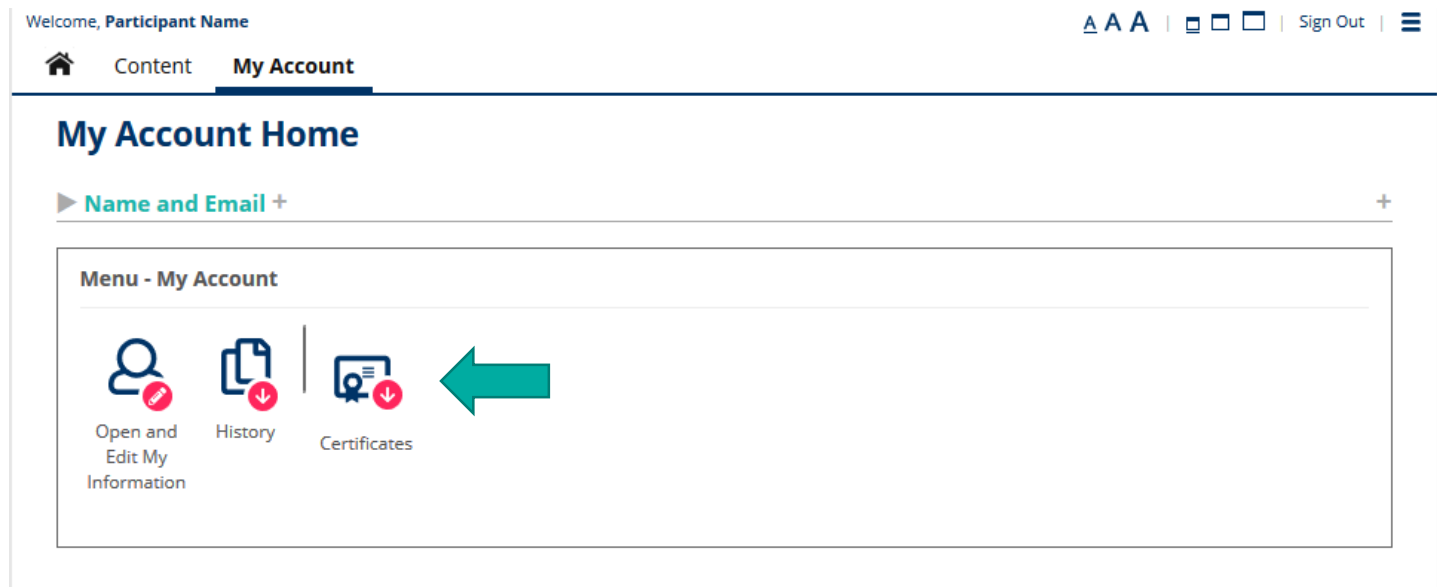 Welcome, Participant Name
A A A | | Sign Out |
Content My Account
My Account Home
Name and Email +
+
Menu - My Account
Open and
Edit My
Information
History
Certificates